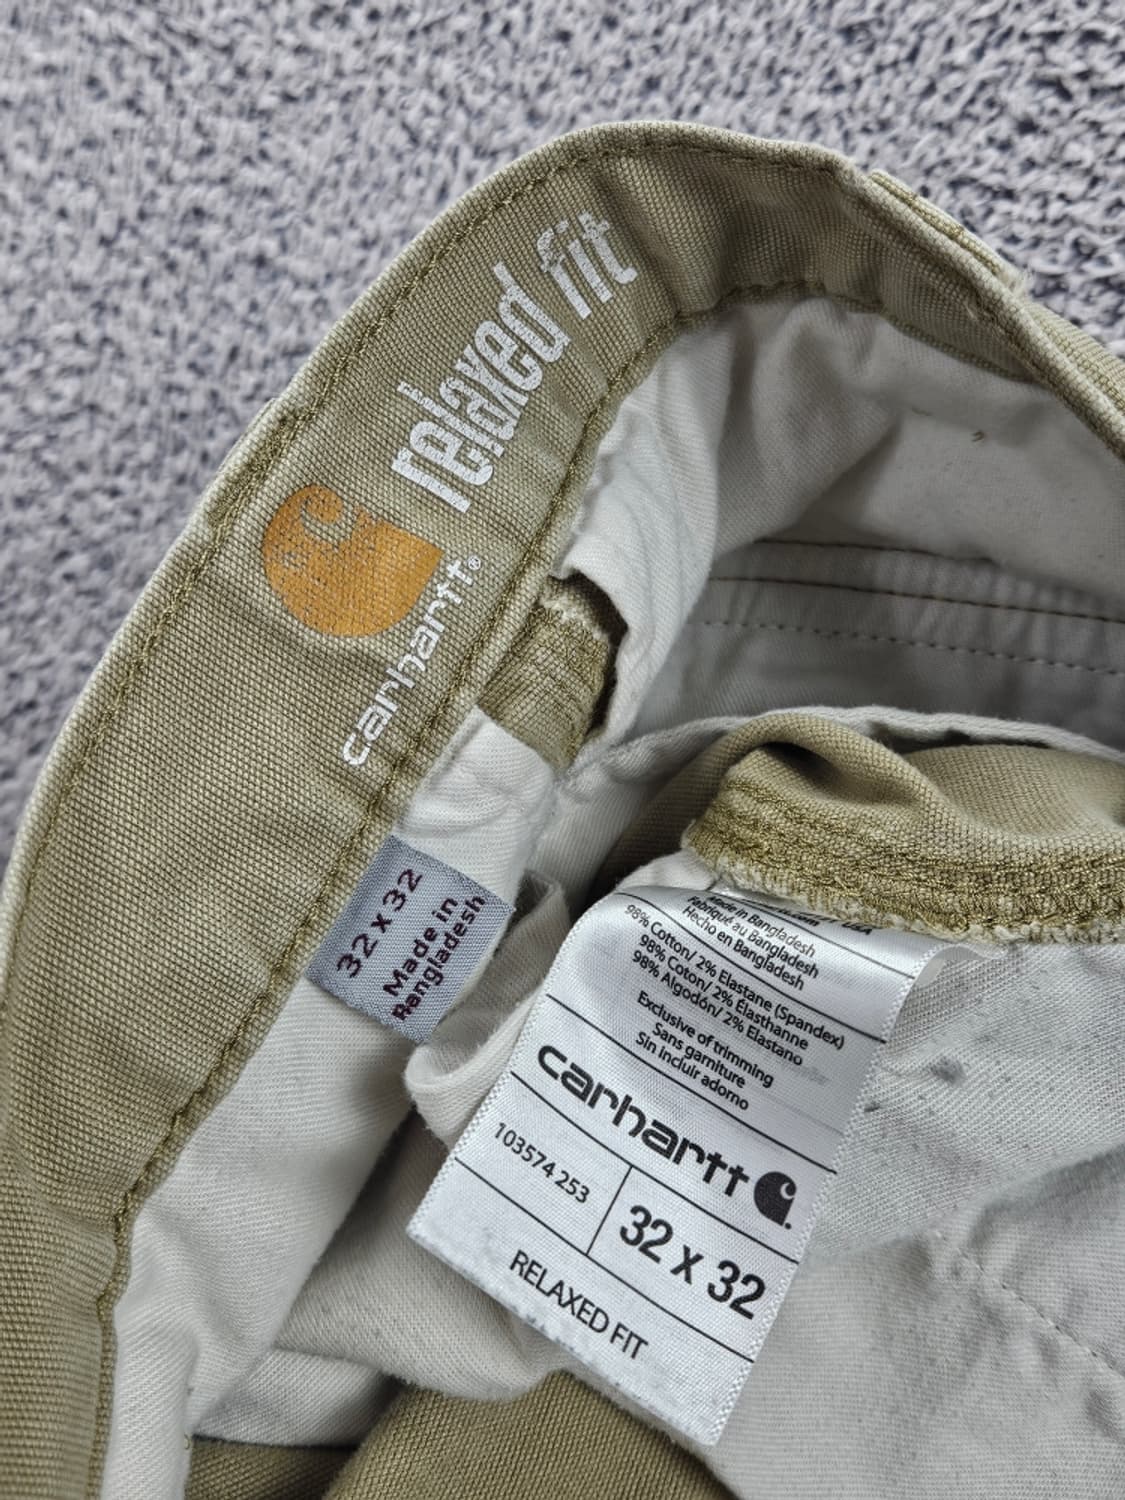 relaxed fit
carhartt®
32 x 32
Made in
Bangladesh
USA
Made in Bangladesh
Fabriqué au Bangladesh
Hecho en Bangladesh
98% Cotton/ 2% Elastane (Spandex)
98% Coton/ 2% Élasthanne
98% Algodón/ 2% Elastano
Exclusive of trimming
Sans garniture
Sin incluir adorno
carhartt
103574 253
32 X 32
RELAXED FIT